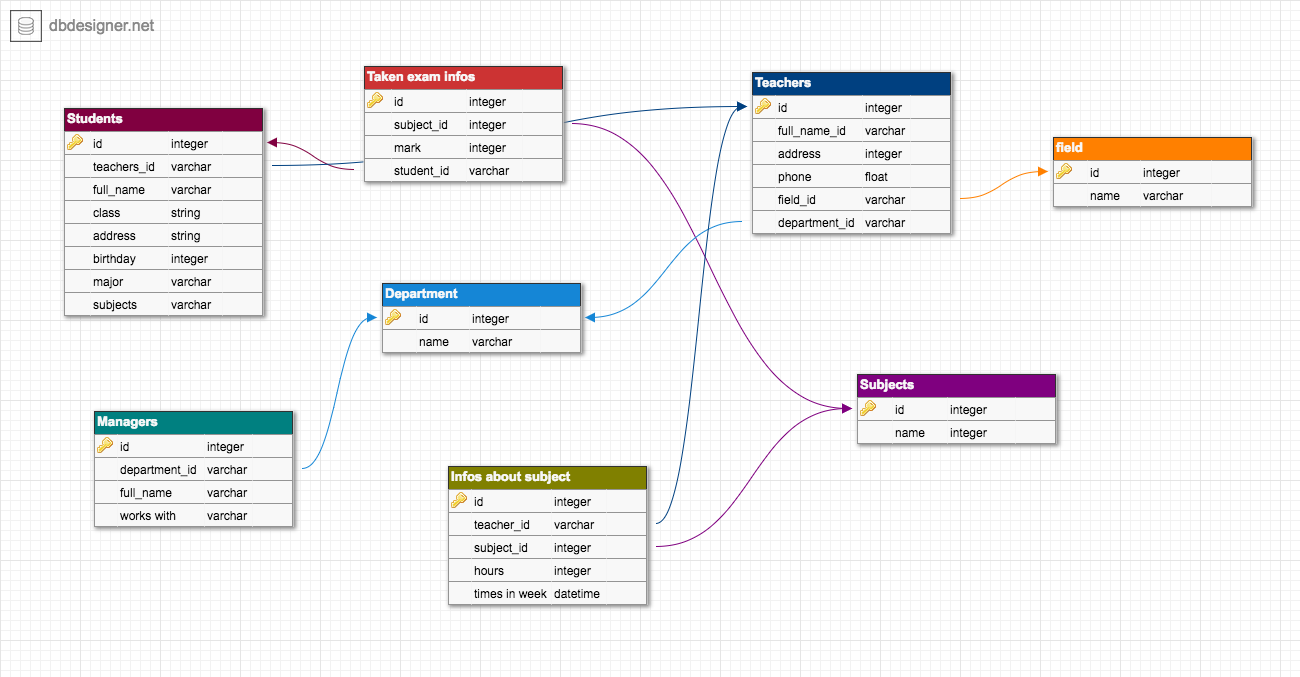 dbdesigner.net
Taken exam infos
id integer
subject_id integer
mark integer
student_id varchar
Teachers
id integer
full_name_id varchar
address integer
phone float
field_id varchar
department_id varchar
Students
id integer
teachers_id varchar
full_name varchar
class string
address string
birthday integer
major varchar
subjects varchar
field
id integer
name varchar
Department
id integer
name varchar
Subjects
id integer
name integer
Managers
id integer
department_id varchar
full_name varchar
works with varchar
Infos about subject
id integer
teacher_id varchar
subject_id integer
hours integer
times in week datetime